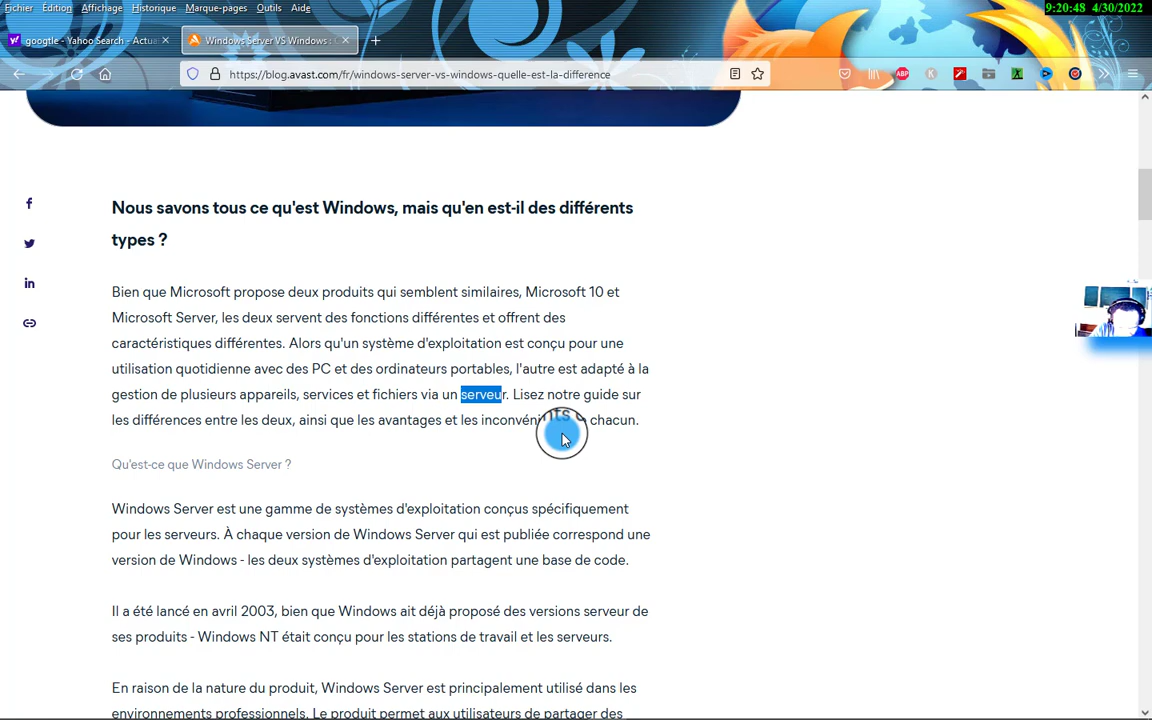 Fichier Édition Affichage Historique Marque-pages Outils Aide
9:20:48 4/30/2022
googtle - Yahoo Search - Actua
Windows Server VS Windows : 
https://blog.avast.com/fr/windows-server-vs-windows-quelle-est-la-difference
ABP
K
Nous savons tous ce qu'est Windows, mais qu'en est-il des différents
types ?
Bien que Microsoft propose deux produits qui semblent similaires, Microsoft 10 et
Microsoft Server, les deux servent des fonctions différentes et offrent des
caractéristiques différentes. Alors qu'un système d'exploitation est conçu pour une
utilisation quotidienne avec des PC et des ordinateurs portables, l'autre est adapté à la
gestion de plusieurs appareils, services et fichiers via un serveur. Lisez notre guide sur
les différences entre les deux, ainsi que les avantages et les chacun.
Qu'est-ce que Windows Server ?
Windows Server est une gamme de systèmes d'exploitation conçus spécifiquement
pour les serveurs. À chaque version de Windows Server qui est publiée correspond une
version de Windows - les deux systèmes d'exploitation partagent une base de code.
Il a été lancé en avril 2003, bien que Windows ait déjà proposé des versions serveur de
ses produits - Windows NT était conçu pour les stations de travail et les serveurs.
En raison de la nature du produit, Windows Server est principalement utilisé dans les
environnements professionnels. Le produit permet aux utilisateurs de partager des